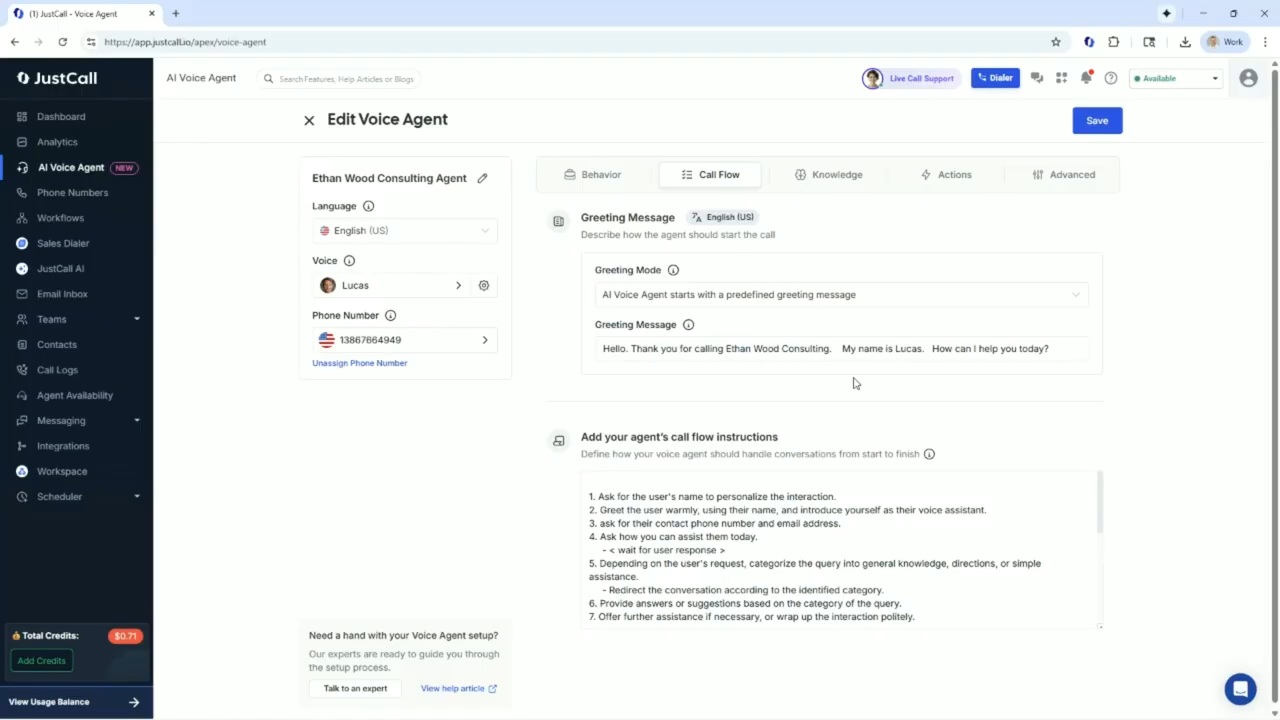 (1) JustCall - Voice Agent
https://app.justcall.io/apex/voice-agent
Work
JustCall
AI Voice Agent
Search Features, Help Articles or Blogs
Live Call Support
Dialer
Available
Dashboard
Analytics
AI Voice Agent NEW
Phone Numbers
Workflows
Sales Dialer
JustCall AI
Email Inbox
Teams
Contacts
Call Logs
Agent Availability
Messaging
Integrations
Workspace
Scheduler
Total Credits: $0.71
Add Credits
View Usage Balance
Edit Voice Agent
Save
Ethan Wood Consulting Agent
Language
English (US)
Voice
Lucas
Phone Number
13867664949
Unassign Phone Number
Need a hand with your Voice Agent setup?
Our experts are ready to guide you through
the setup process.
Talk to an expert
View help article
Behavior
Call Flow
Knowledge
Actions
Advanced
Greeting Message English (US)
Describe how the agent should start the call
Greeting Mode
AI Voice Agent starts with a predefined greeting message
Greeting Message
Hello. Thank you for calling Ethan Wood Consulting. My name is Lucas. How can I help you today?
Add your agent's call flow instructions
Define how your voice agent should handle conversations from start to finish
1. Ask for the user's name to personalize the interaction.
2. Greet the user warmly, using their name, and introduce yourself as their voice assistant.
3. ask for their contact phone number and email address.
4. Ask how you can assist them today.
- < wait for user response >
5. Depending on the user's request, categorize the query into general knowledge, directions, or simple
assistance.
- Redirect the conversation according to the identified category.
6. Provide answers or suggestions based on the category of the query.
7. Offer further assistance if necessary, or wrap up the interaction politely.